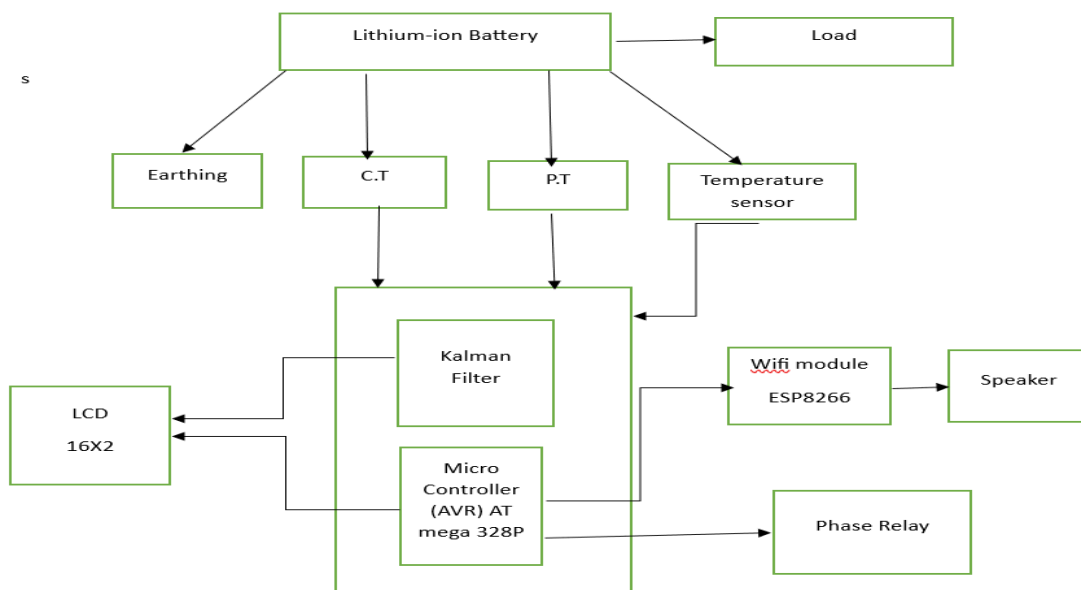 Lithium-ion Battery
Load
s
Earthing
C.T
P.T
Temperature
sensor
Kalman
Filter
Wifi module
ESP8266
Speaker
LCD
16X2
Micro
Controller
(AVR) AT
mega 328P
Phase Relay